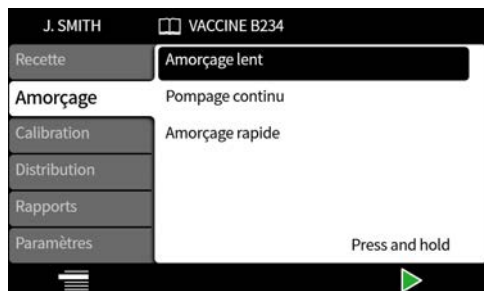 J. SMITH
VACCINE B234
Recette
Amorçage
Calibration
Distribution
Rapports
Paramètres
Amorçage lent
Pompage continu
Amorçage rapide
Press and hold